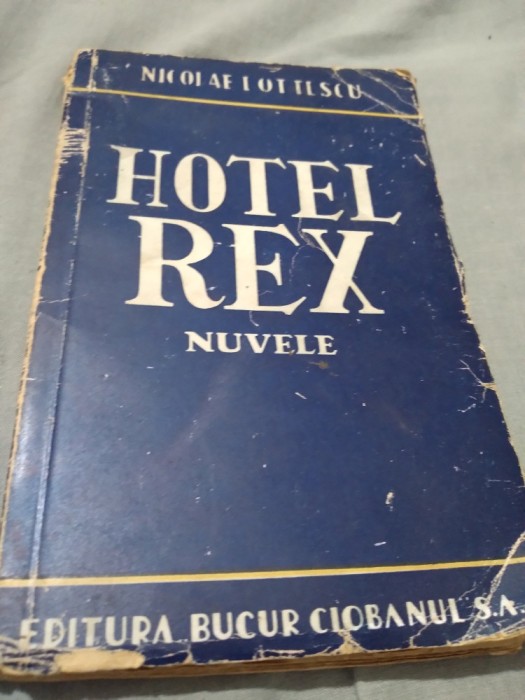 NICOLAE LOTTESCU
HOTEL
REX
NUVELE
EDITURA BUCUR CIOBANUL S.A.